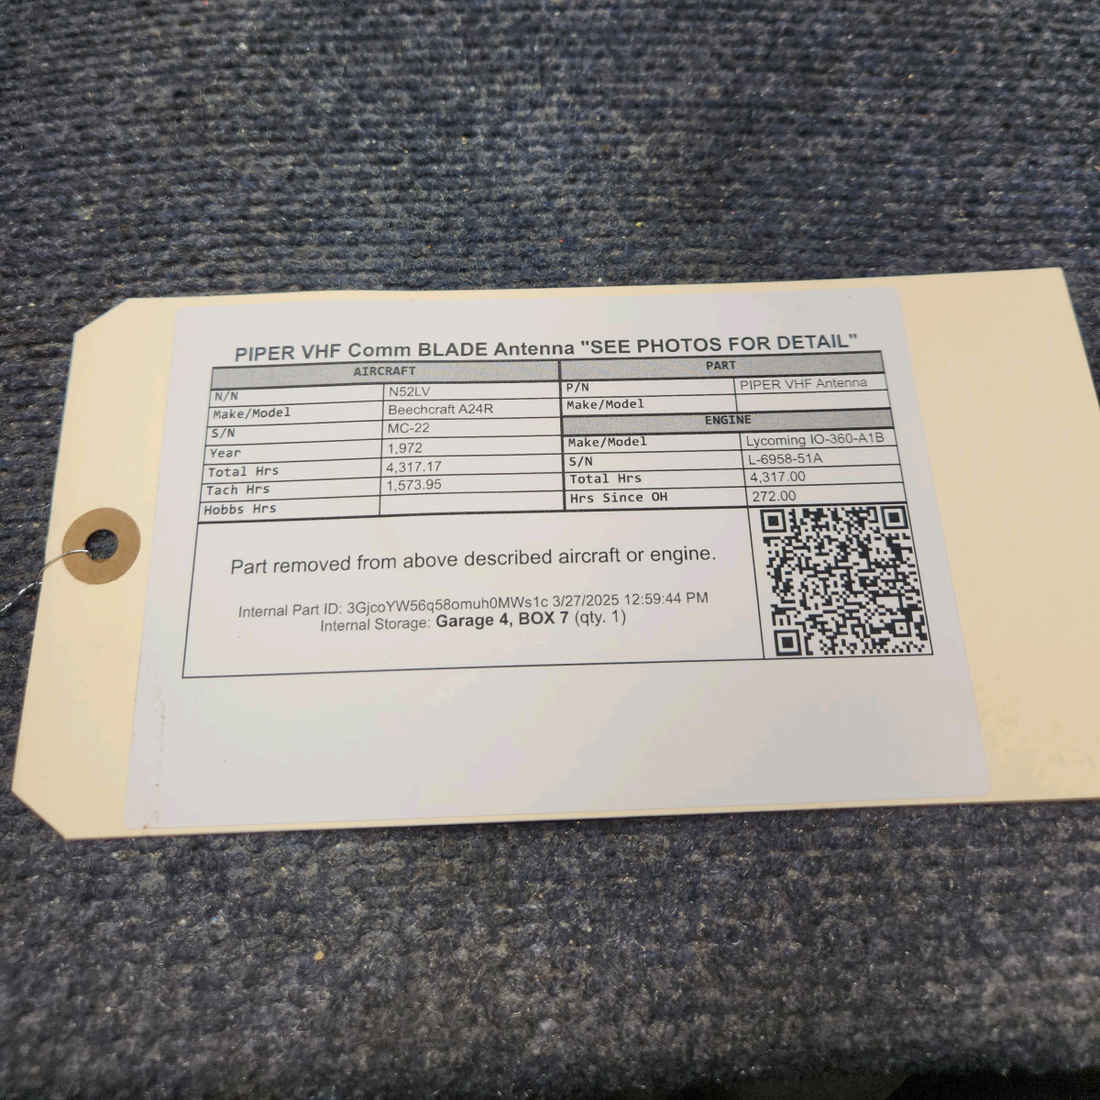 PIPER VHF Comm BLADE Antenna "SEE PHOTOS FOR DETAIL"
AIRCRAFT
N/N N52LV
Make/Model Beechcraft A24R
S/N MC-22
Year 1,972
Total Hrs 4,317.17
Tach Hrs 1,573.95
Hobbs Hrs
PART
P/N PIPER VHF Antenna
Make/Model
ENGINE
Make/Model Lycoming IO-360-A1B
S/N L-6958-51A
Total Hrs 4,317.00
Hrs Since OH 272.00
Part removed from above described aircraft or engine.
Internal Part ID: 3GjcoYW56q58omuh0MWs1c 3/27/2025 12:59:44 PM
Internal Storage: Garage 4, BOX 7 (qty. 1)